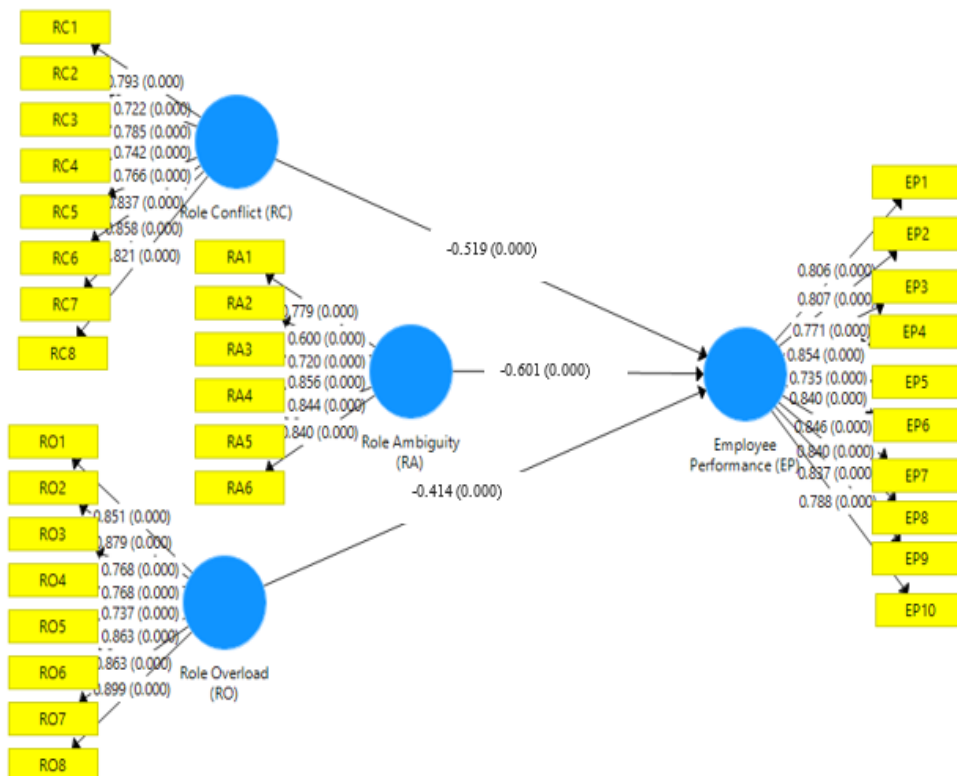 RC1
RC2
RC3
RC4
RC5
RC6
RC7
RC8
0.793 (0.000)
0.722 (0.000)
0.785 (0.000)
0.742 (0.000)
0.766 (0.000)
0.837 (0.000)
0.858 (0.000)
0.821 (0.000)
Role Conflict (RC)
RA1
RA2
RA3
RA4
RA5
RA6
0.779 (0.000)
0.600 (0.000)
0.720 (0.000)
0.856 (0.000)
0.844 (0.000)
0.840 (0.000)
Role Ambiguity
(RA)
RO1
RO2
RO3
RO4
RO5
RO6
RO7
RO8
0.851 (0.000)
0.879 (0.000)
0.768 (0.000)
0.768 (0.000)
0.737 (0.000)
0.863 (0.000)
0.863 (0.000)
0.899 (0.000)
Role Overload
(RO)
-0.519 (0.000)
-0.601 (0.000)
-0.414 (0.000)
Employee
Performance (EP)
0.806 (0.000)
0.807 (0.000)
0.771 (0.000)
0.854 (0.000)
0.735 (0.000)
0.840 (0.000)
0.846 (0.000)
0.840 (0.000)
0.837 (0.000)
0.788 (0.000)
EP1
EP2
EP3
EP4
EP5
EP6
EP7
EP8
EP9
EP10